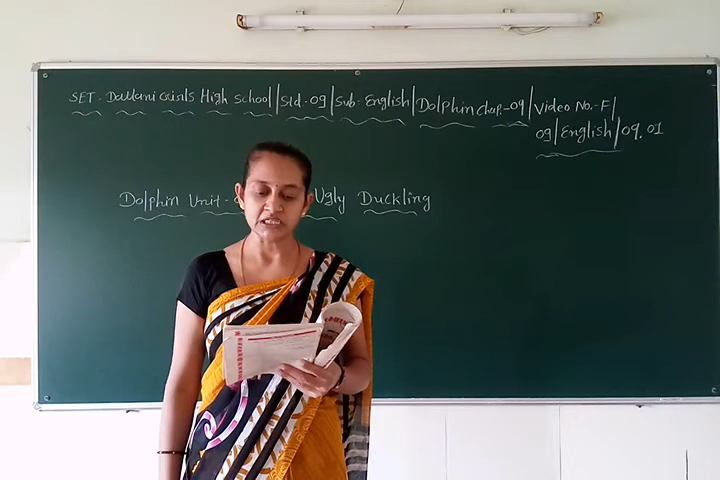 SET - Dallani Girls High School | Std - 09 | Sub - English | Dolphin Chap. - 09 | Video No. - F |
09 | English | 09.01
Dolphin Unit - Ugly Duckling